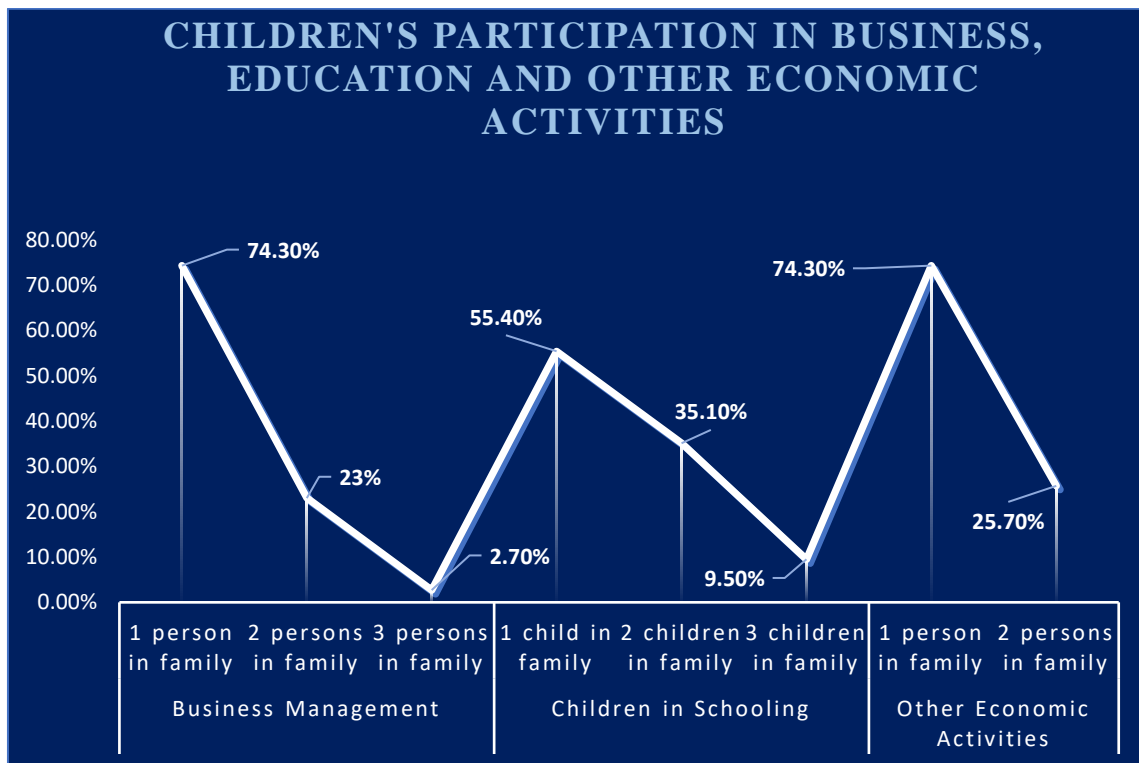 CHILDREN'S PARTICIPATION IN BUSINESS,
EDUCATION AND OTHER ECONOMIC
ACTIVITIES
80.00%
70.00%
60.00%
50.00%
40.00%
30.00%
20.00%
10.00%
0.00%
74.30%
23%
2.70%
55.40%
35.10%
9.50%
74.30%
25.70%
1 person
in family
2 persons
in family
3 persons
in family
1 child in
family
2 children
in family
3 children
in family
1 person
in family
2 persons
in family
Business Management
Children in Schooling
Other Economic
Activities